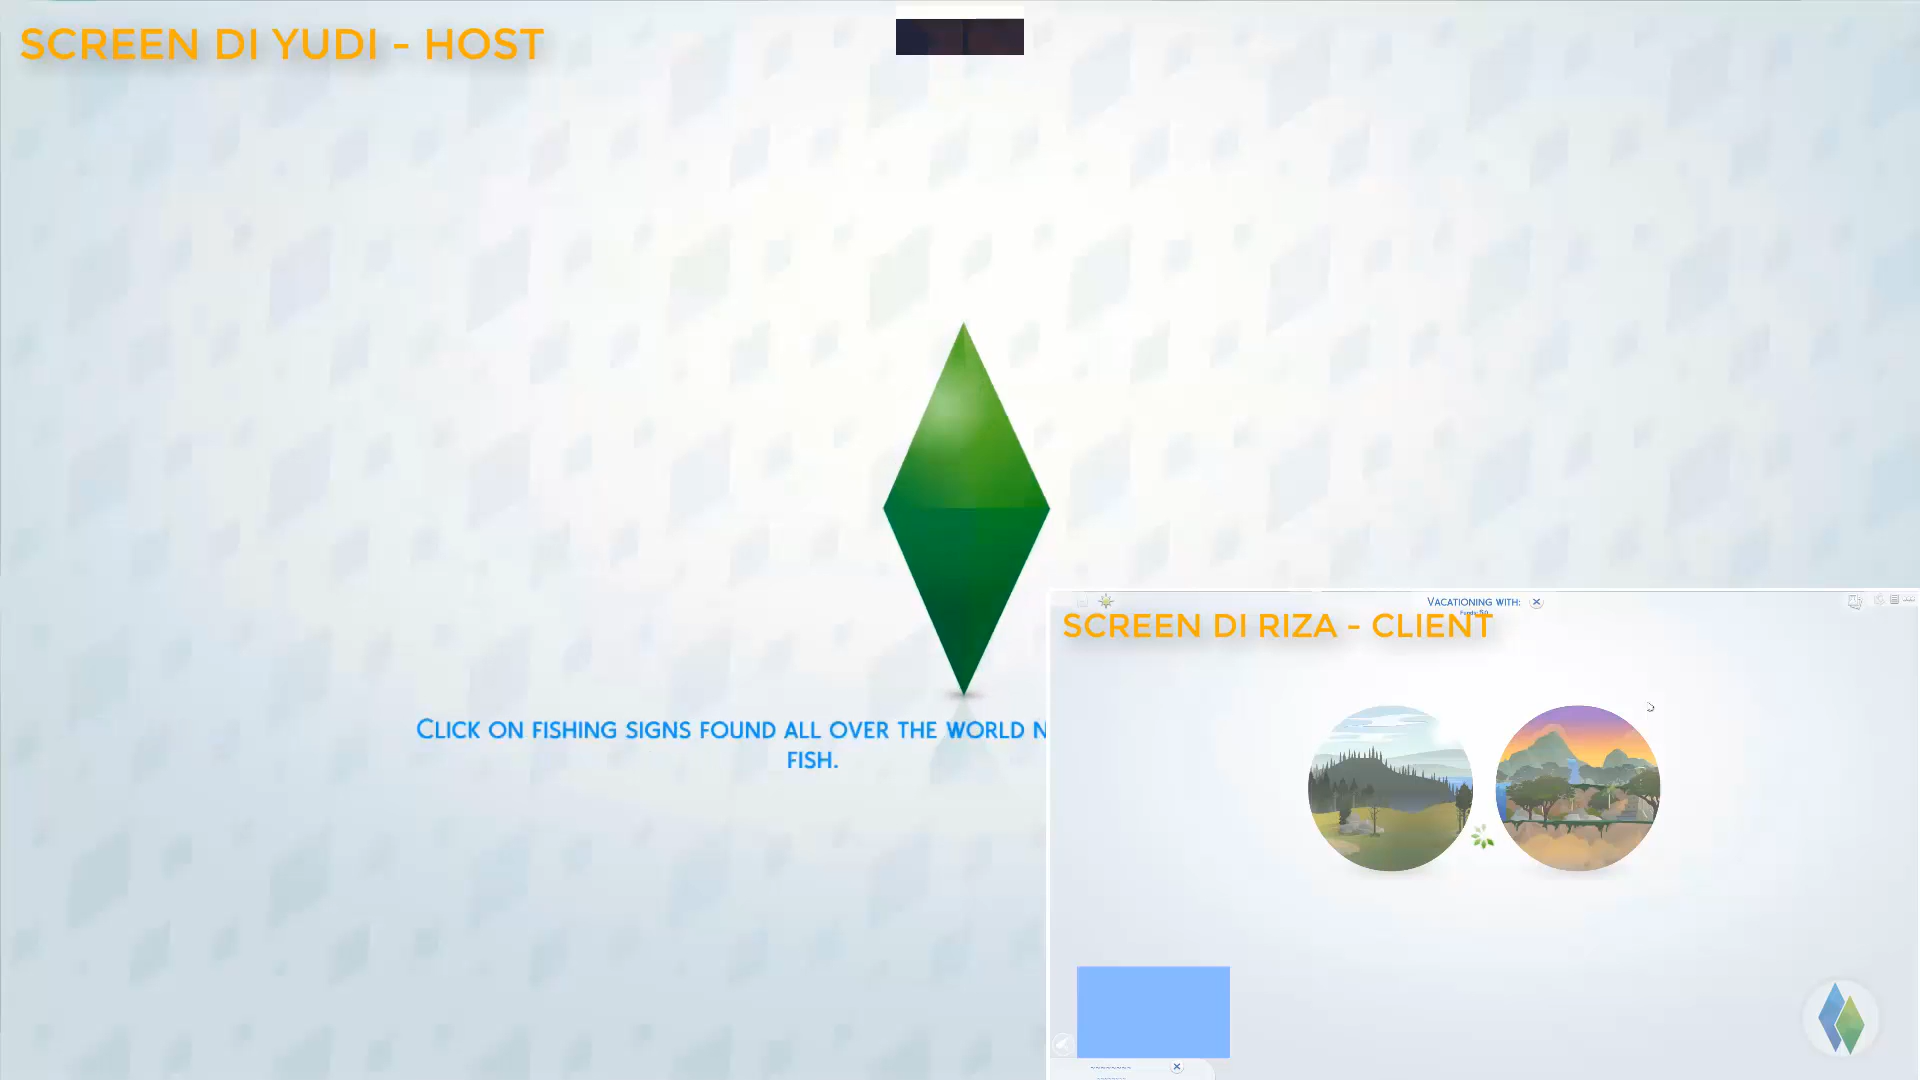 SCREEN DI YUDI - HOST
CLICK ON FISHING SIGNS FOUND ALL OVER THE WORLD N
FISH.
VACATIONING WITH:
SCREEN DI RIZA - CLIENT